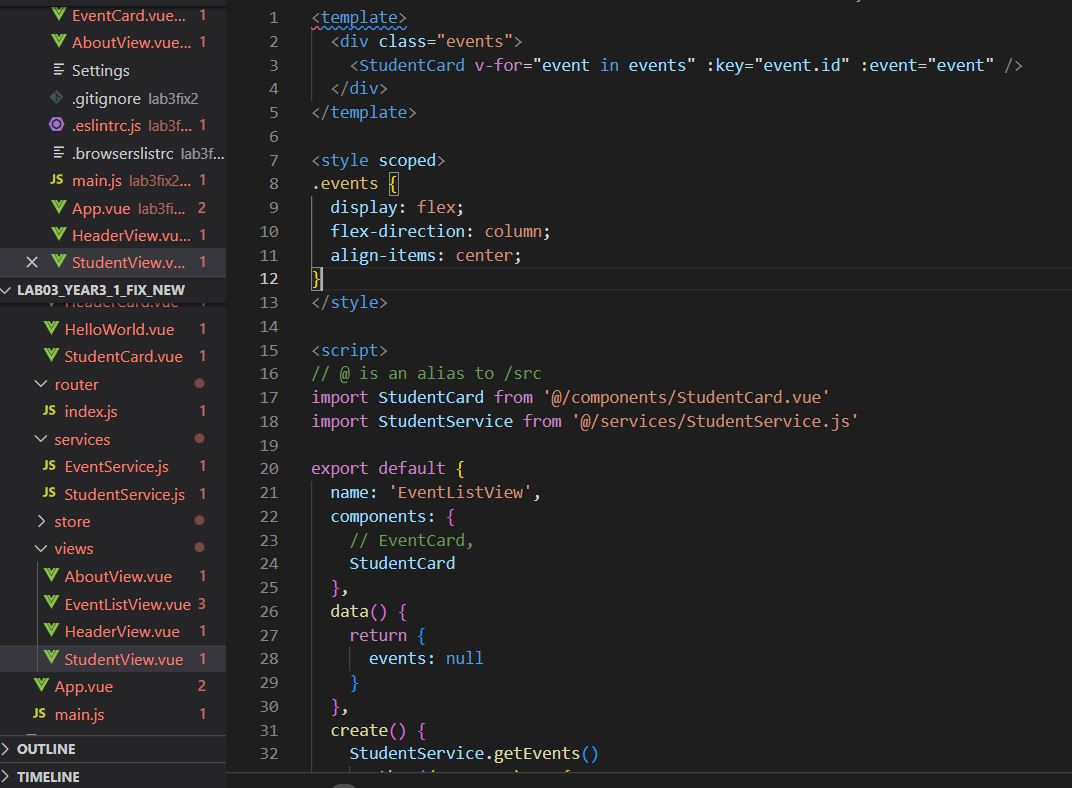 EventCard.vue... 1
AboutView.vue... 1
Settings
.gitignore lab3fix2
.eslintrc.js lab3f... 1
.browserslistrc lab3f...
JS main.js lab3fix2... 1
App.vue lab3fi... 2
HeaderView.vu... 1
StudentView.v... 1
LAB03_YEAR3_1_FIX_NEW
HeaderCard.vue 1
HelloWorld.vue 1
StudentCard.vue 1
router
JS index.js 1
services
JS EventService.js 1
JS StudentService.js 1
store
views
AboutView.vue 1
EventListView.vue 3
HeaderView.vue 1
StudentView.vue 1
App.vue 2
JS main.js 1
OUTLINE
TIMELINE
1 <template>
2 <div class="events">
3 <StudentCard v-for="event in events" :key="event.id" :event="event" />
4 </div>
5 </template>
6
7 <style scoped>
8 .events {
9 display: flex;
10 flex-direction: column;
11 align-items: center;
12 }
13 </style>
14
15 <script>
16 // @ is an alias to /src
17 import StudentCard from '@/components/StudentCard.vue'
18 import StudentService from '@/services/StudentService.js'
19
20 export default {
21 name: 'EventListView',
22 components: {
23 // EventCard,
24 StudentCard
25 },
26 data() {
27 return {
28 events: null
29 }
30 },
31 create() {
32 StudentService.getEvents()